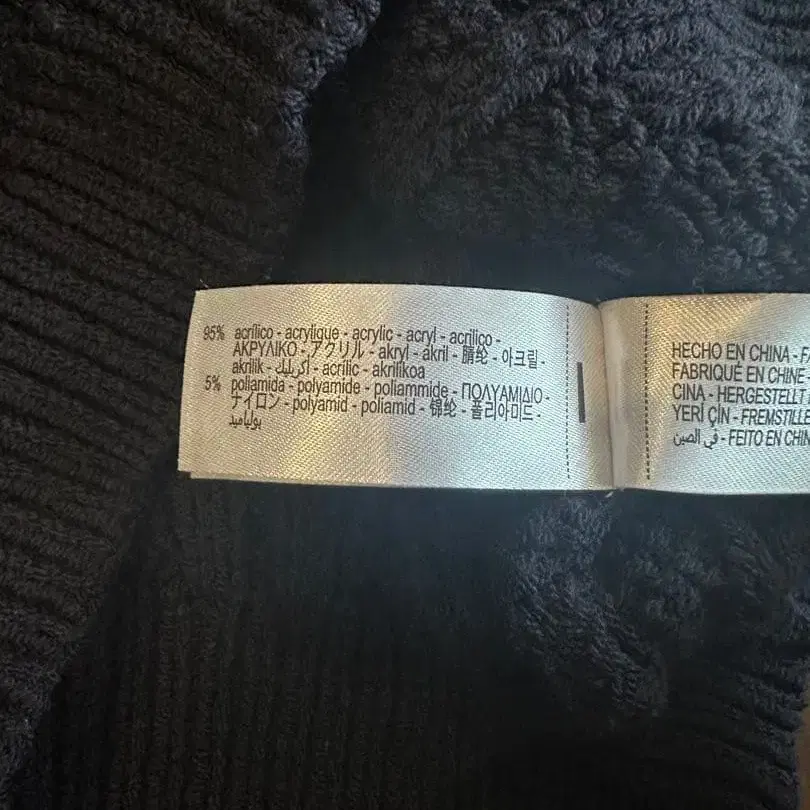 95% acrílico - acrylique - acrylic - acryl - acrilico -
ΑΚΡΥΛΙΚΟ - アクリル - akryl - akril - 腈纶 - 아크릴 -
akrilik - أكريليك - acrílic - akrilikoa
5% poliamida - polyamide - poliammide - ΠΟΛΥΑΜΙΔΙΟ -
ナイロン - polyamid - poliamid - 锦纶 - 폴리아미드 -
بولياميد
HECHO EN CHINA - FA
FABRIQUÉ EN CHINE -
CINA - HERGESTELLT
YERİ ÇİN - FREMSTILLE
في الصين - FEITO EN CHIN